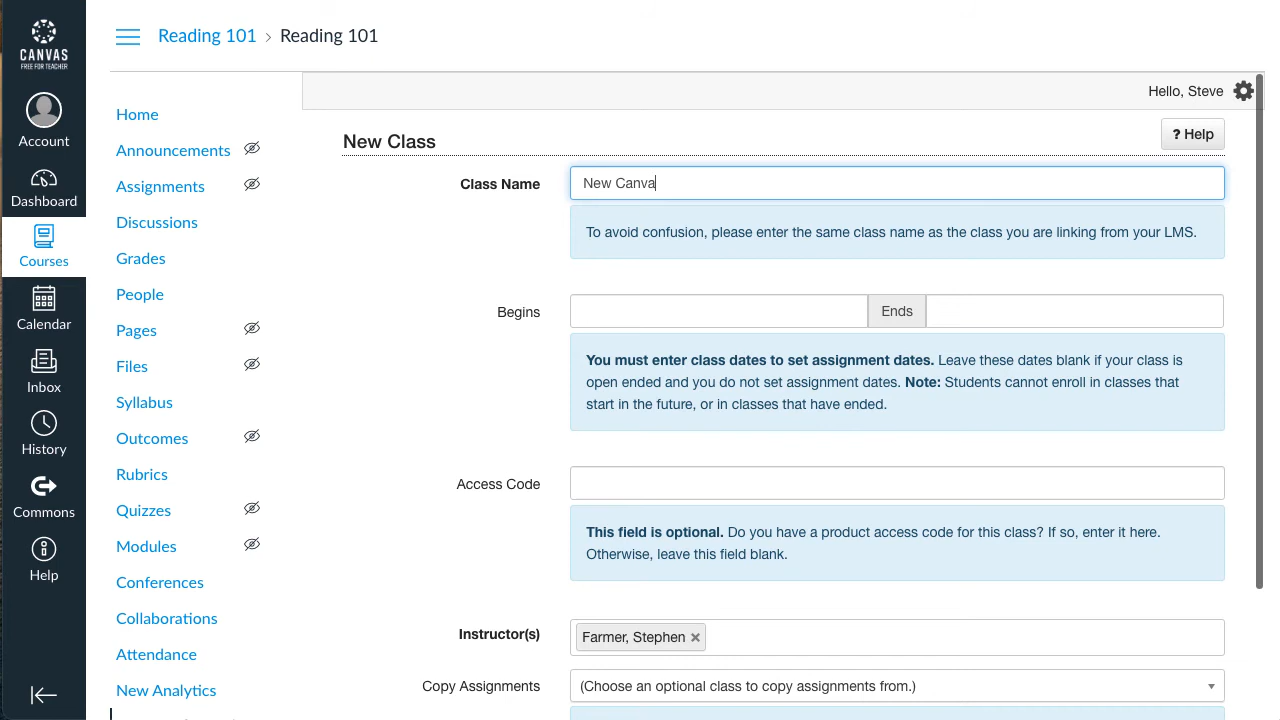 CANVAS
FREE FOR TEACHER
Account
Dashboard
Courses
Calendar
Inbox
History
Commons
Help
Reading 101 › Reading 101
Home
Announcements
Assignments
Discussions
Grades
People
Pages
Files
Syllabus
Outcomes
Rubrics
Quizzes
Modules
Conferences
Collaborations
Attendance
New Analytics
Hello, Steve
New Class
? Help
Class Name
New Canva
To avoid confusion, please enter the same class name as the class you are linking from your LMS.
Begins
Ends
You must enter class dates to set assignment dates. Leave these dates blank if your class is
open ended and you do not set assignment dates. Note: Students cannot enroll in classes that
start in the future, or in classes that have ended.
Access Code
This field is optional. Do you have a product access code for this class? If so, enter it here.
Otherwise, leave this field blank.
Instructor(s)
Farmer, Stephen ×
Copy Assignments
(Choose an optional class to copy assignments from.)